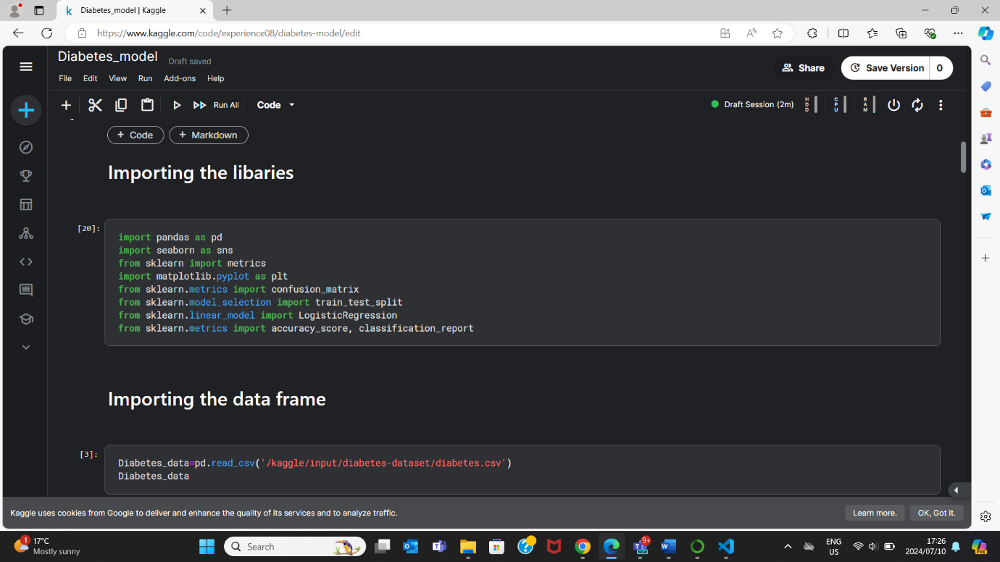 Diabetes_model | Kaggle
https://www.kaggle.com/code/experience08/diabetes-model/edit
Diabetes_model Draft saved
File Edit View Run Add-ons Help
Share
Save Version 0
Run All Code
Draft Session (2m) HDD CPU RAM
+ Code + Markdown
Importing the libaries
[20]:
import pandas as pd
import seaborn as sns
from sklearn import metrics
import matplotlib.pyplot as plt
from sklearn.metrics import confusion_matrix
from sklearn.model_selection import train_test_split
from sklearn.linear_model import LogisticRegression
from sklearn.metrics import accuracy_score, classification_report
Importing the data frame
[3]:
Diabetes_data=pd.read_csv('/kaggle/input/diabetes-dataset/diabetes.csv')
Diabetes_data
Kaggle uses cookies from Google to deliver and enhance the quality of its services and to analyze traffic. Learn more. OK, Got it.
1 17°C
Mostly sunny
Search
9+
NEW
ENG
US
17:26
2024/07/10
PRE